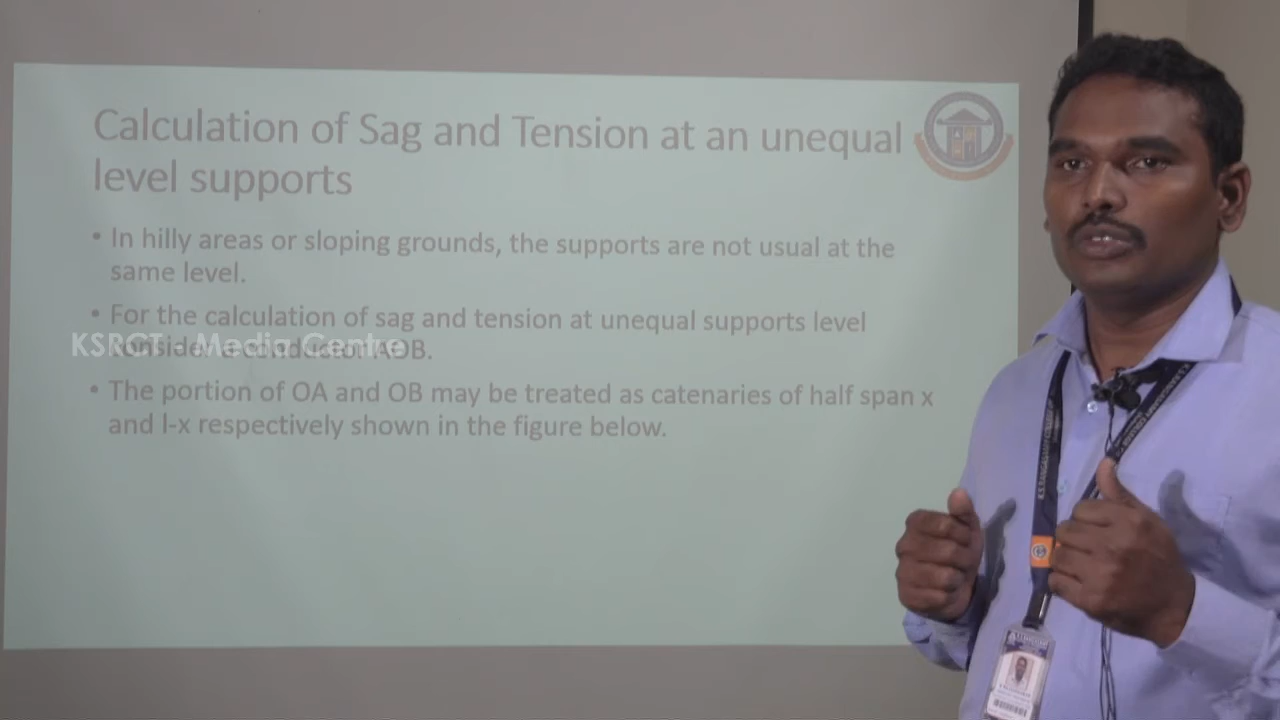 Calculation of Sag and Tension at an unequal
level supports
• In hilly areas or sloping grounds, the supports are not usual at the
same level.
• For the calculation of sag and tension at unequal supports level
consider a conductor AOB.
KSRCT - Media Centre
• The portion of OA and OB may be treated as catenaries of half span x
and l-x respectively shown in the figure below.